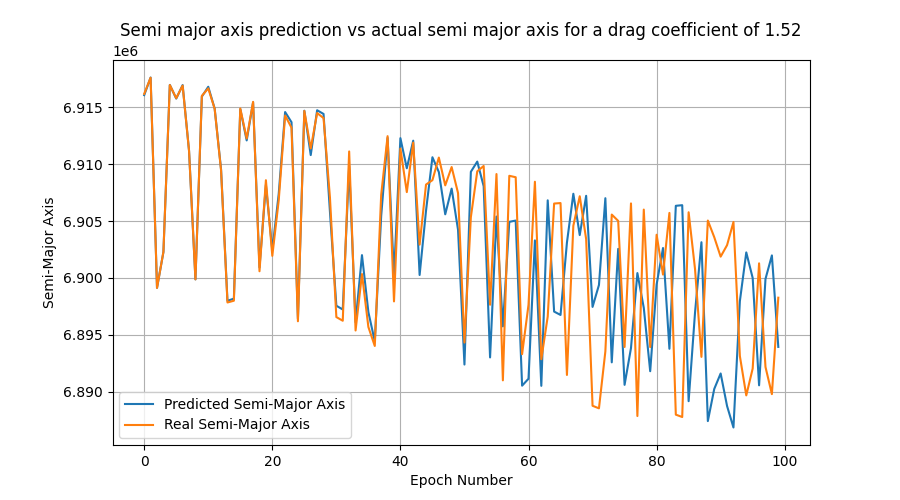 Semi major axis prediction vs actual semi major axis for a drag coefficient of 1.52
1e6
6.915
6.910
6.905
6.900
6.895
6.890
Semi-Major Axis
Predicted Semi-Major Axis
Real Semi-Major Axis
0 20 40 60 80 100
Epoch Number